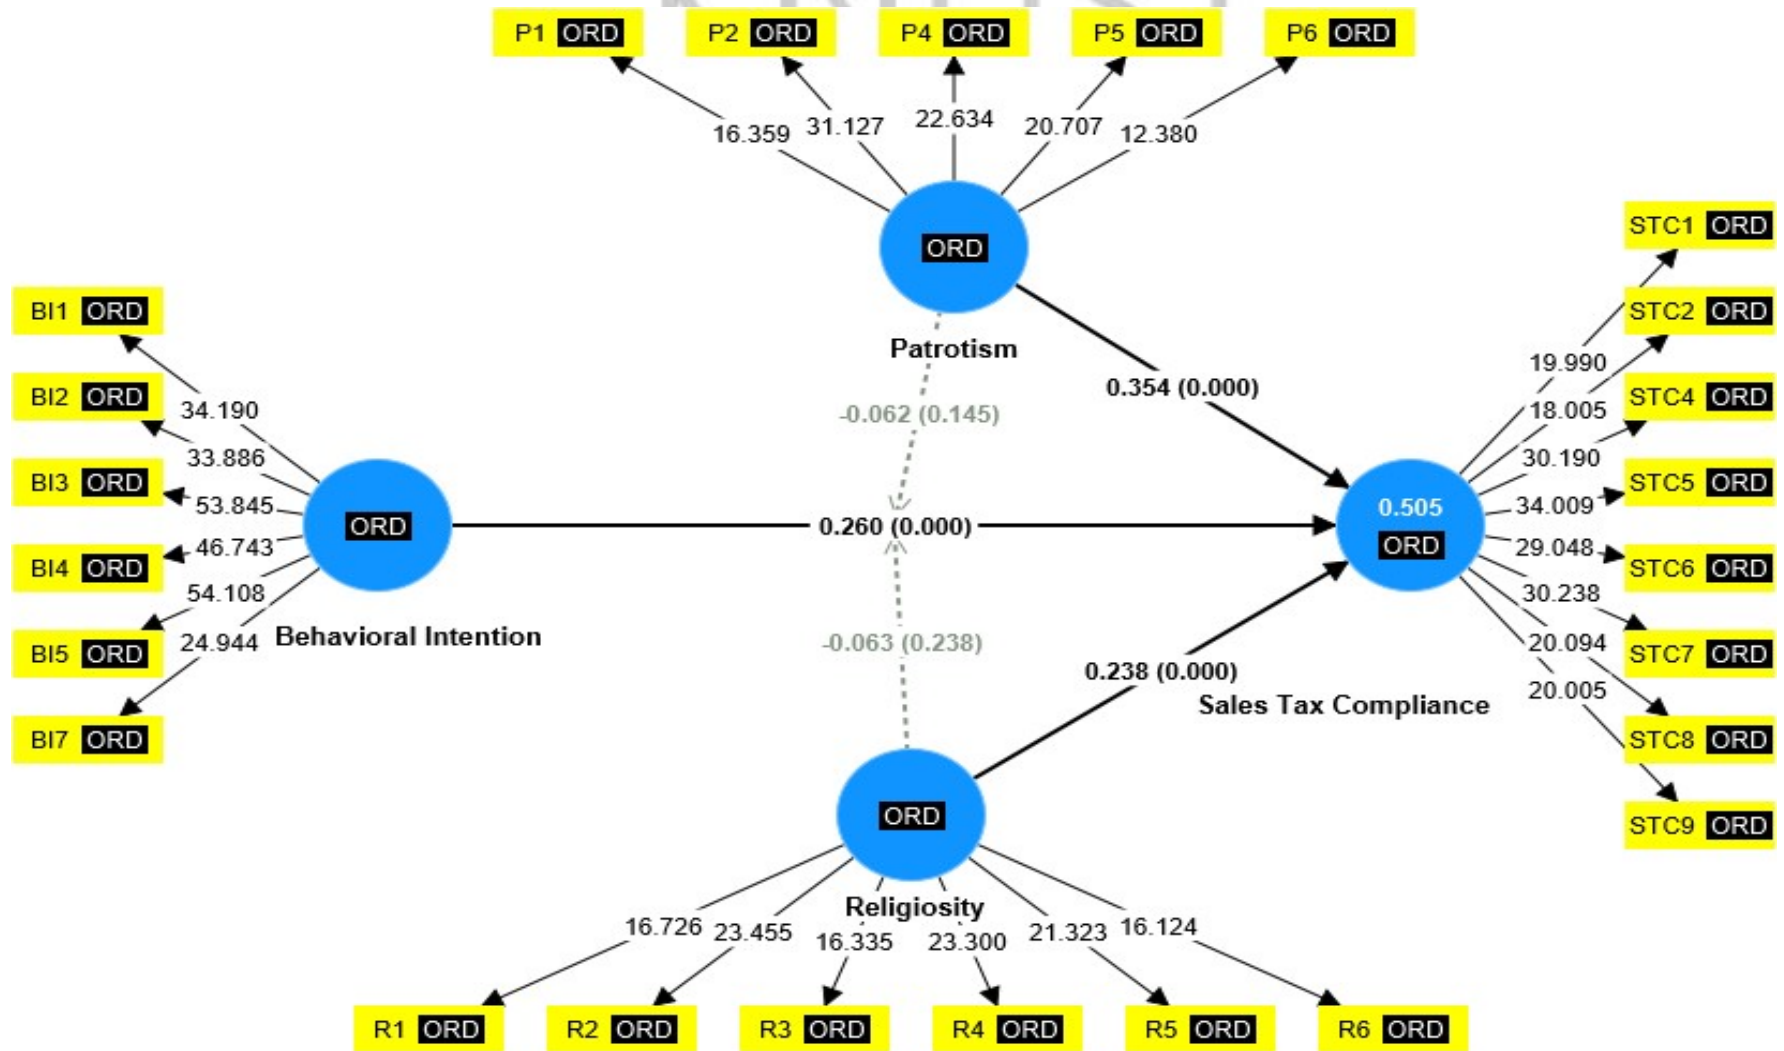 P1 ORD P2 ORD P4 ORD P5 ORD P6 ORD
16.359 31.127 22.634 20.707 12.380
ORD
Patrotism
STC1 ORD
STC2 ORD
STC4 ORD
STC5 ORD
STC6 ORD
STC7 ORD
STC8 ORD
STC9 ORD
19.990
18.005
30.190
34.009
29.048
30.238
20.094
20.005
BI1 ORD
BI2 ORD
BI3 ORD
BI4 ORD
BI5 ORD
BI7 ORD
34.190
33.886
53.845
46.743
54.108
24.944
ORD
Behavioral Intention
0.354 (0.000)
-0.062 (0.145)
0.260 (0.000)
-0.063 (0.238)
0.238 (0.000)
0.505
ORD
Sales Tax Compliance
ORD
Religiosity
16.726 23.455 16.335 23.300 21.323 16.124
R1 ORD R2 ORD R3 ORD R4 ORD R5 ORD R6 ORD